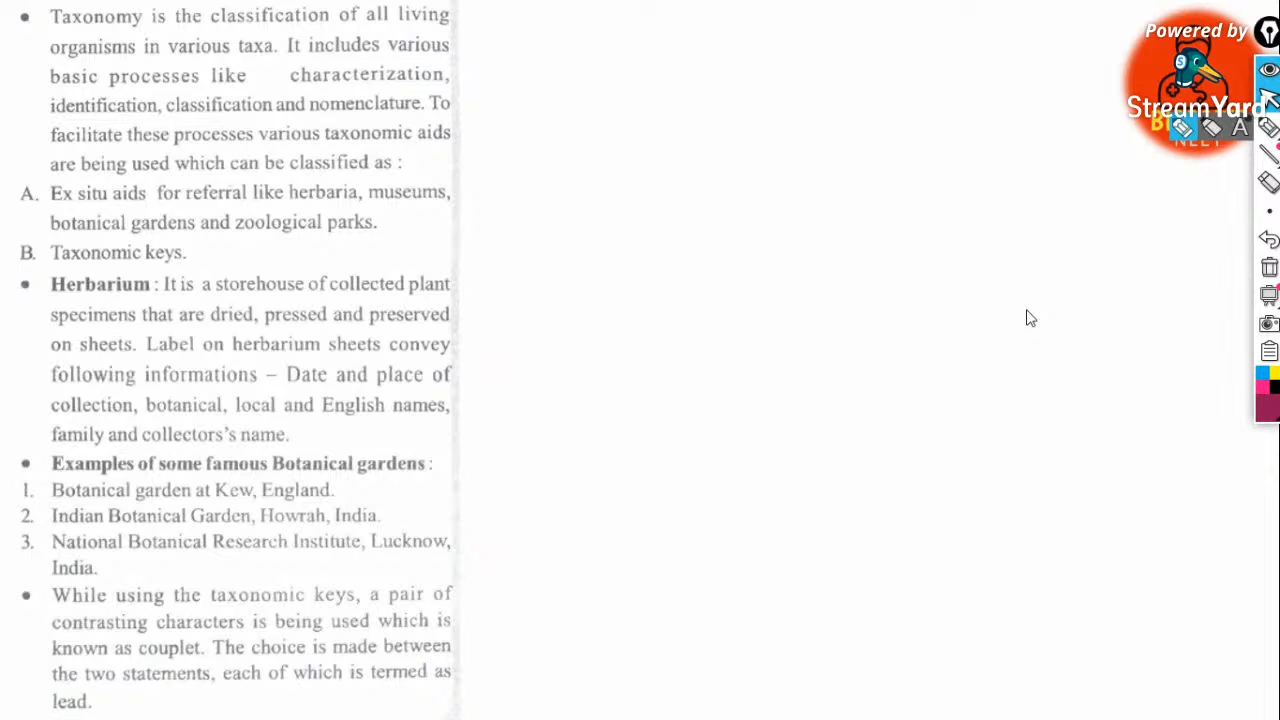 • Taxonomy is the classification of all living
organisms in various taxa. It includes various
basic processes like characterization,
identification, classification and nomenclature. To
facilitate these processes various taxonomic aids
are being used which can be classified as :
A. Ex situ aids for referral like herbaria, museums,
botanical gardens and zoological parks.
B. Taxonomic keys.
• Herbarium : It is a storehouse of collected plant
specimens that are dried, pressed and preserved
on sheets. Label on herbarium sheets convey
following informations – Date and place of
collection, botanical, local and English names,
family and collectors's name.
• Examples of some famous Botanical gardens :
1. Botanical garden at Kew, England.
2. Indian Botanical Garden, Howrah, India.
3. National Botanical Research Institute, Lucknow,
India.
• While using the taxonomic keys, a pair of
contrasting characters is being used which is
known as couplet. The choice is made between
the two statements, each of which is termed as
lead.
Powered by
StreamYard
NEET
A